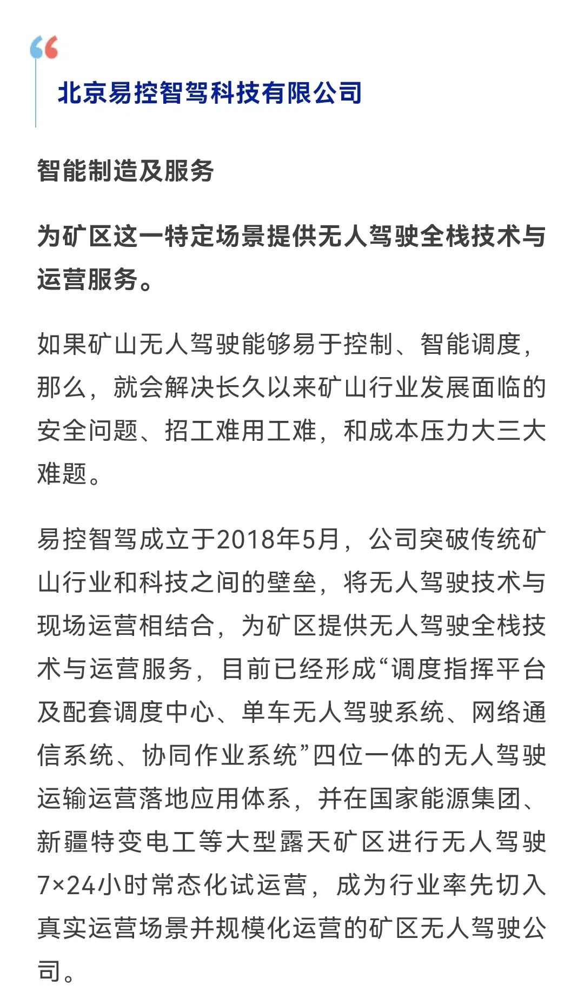 北京易控智驾科技有限公司
智能制造及服务
为矿区这一特定场景提供无人驾驶全栈技术与
运营服务。
如果矿山无人驾驶能够易于控制、智能调度，
那么，就会解决长久以来矿山行业发展面临的
安全问题、招工难用工难，和成本压力大三大
难题。
易控智驾成立于2018年5月，公司突破传统矿
山行业和科技之间的壁垒，将无人驾驶技术与
现场运营相结合，为矿区提供无人驾驶全栈技
术与运营服务，目前已经形成“调度指挥平台
及配套调度中心、单车无人驾驶系统、网络通
信系统、协同作业系统”四位一体的无人驾驶
运输运营落地应用体系，并在国家能源集团、
新疆特变电工等大型露天矿区进行无人驾驶
7×24小时常态化试运营，成为行业率先切入
真实运营场景并规模化运营的矿区无人驾驶公
司。